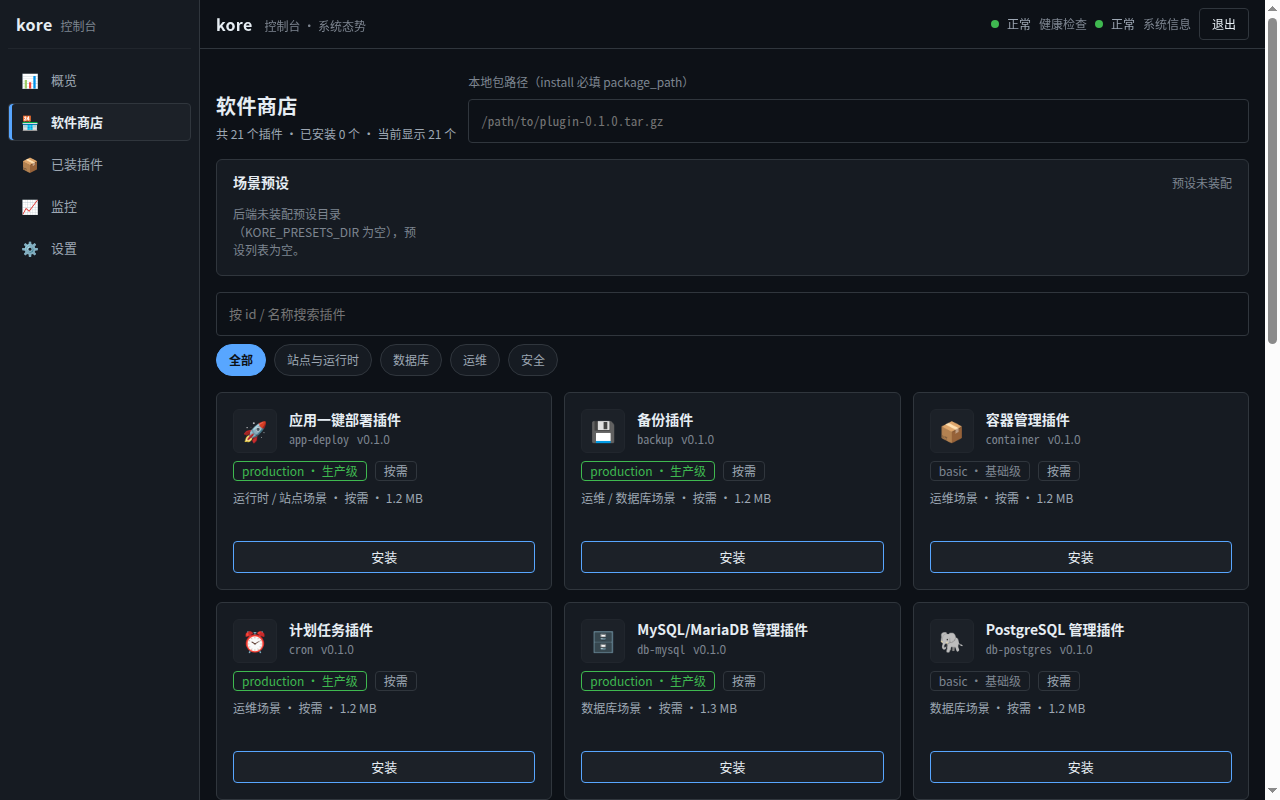 kore 控制台
概览
软件商店
已装插件
监控
设置
kore 控制台 · 系统态势
正常 健康检查 正常 系统信息 退出
软件商店
共 21 个插件 · 已安装 0 个 · 当前显示 21 个
本地包路径（install 必填 package_path）
/path/to/plugin-0.1.0.tar.gz
场景预设
预设未装配
后端未装配预设目录
（KORE_PRESETS_DIR 为空），预
设列表为空。
按 id / 名称搜索插件
全部 站点与运行时 数据库 运维 安全
应用一键部署插件
app-deploy v0.1.0
production · 生产级 按需
运行时 / 站点场景 · 按需 · 1.2 MB
安装
备份插件
backup v0.1.0
production · 生产级 按需
运维 / 数据库场景 · 按需 · 1.2 MB
安装
容器管理插件
container v0.1.0
basic · 基础级 按需
运维场景 · 按需 · 1.2 MB
安装
计划任务插件
cron v0.1.0
production · 生产级 按需
运维场景 · 按需 · 1.2 MB
安装
MySQL/MariaDB 管理插件
db-mysql v0.1.0
production · 生产级 按需
数据库场景 · 按需 · 1.3 MB
安装
PostgreSQL 管理插件
db-postgres v0.1.0
basic · 基础级 按需
数据库场景 · 按需 · 1.2 MB
安装